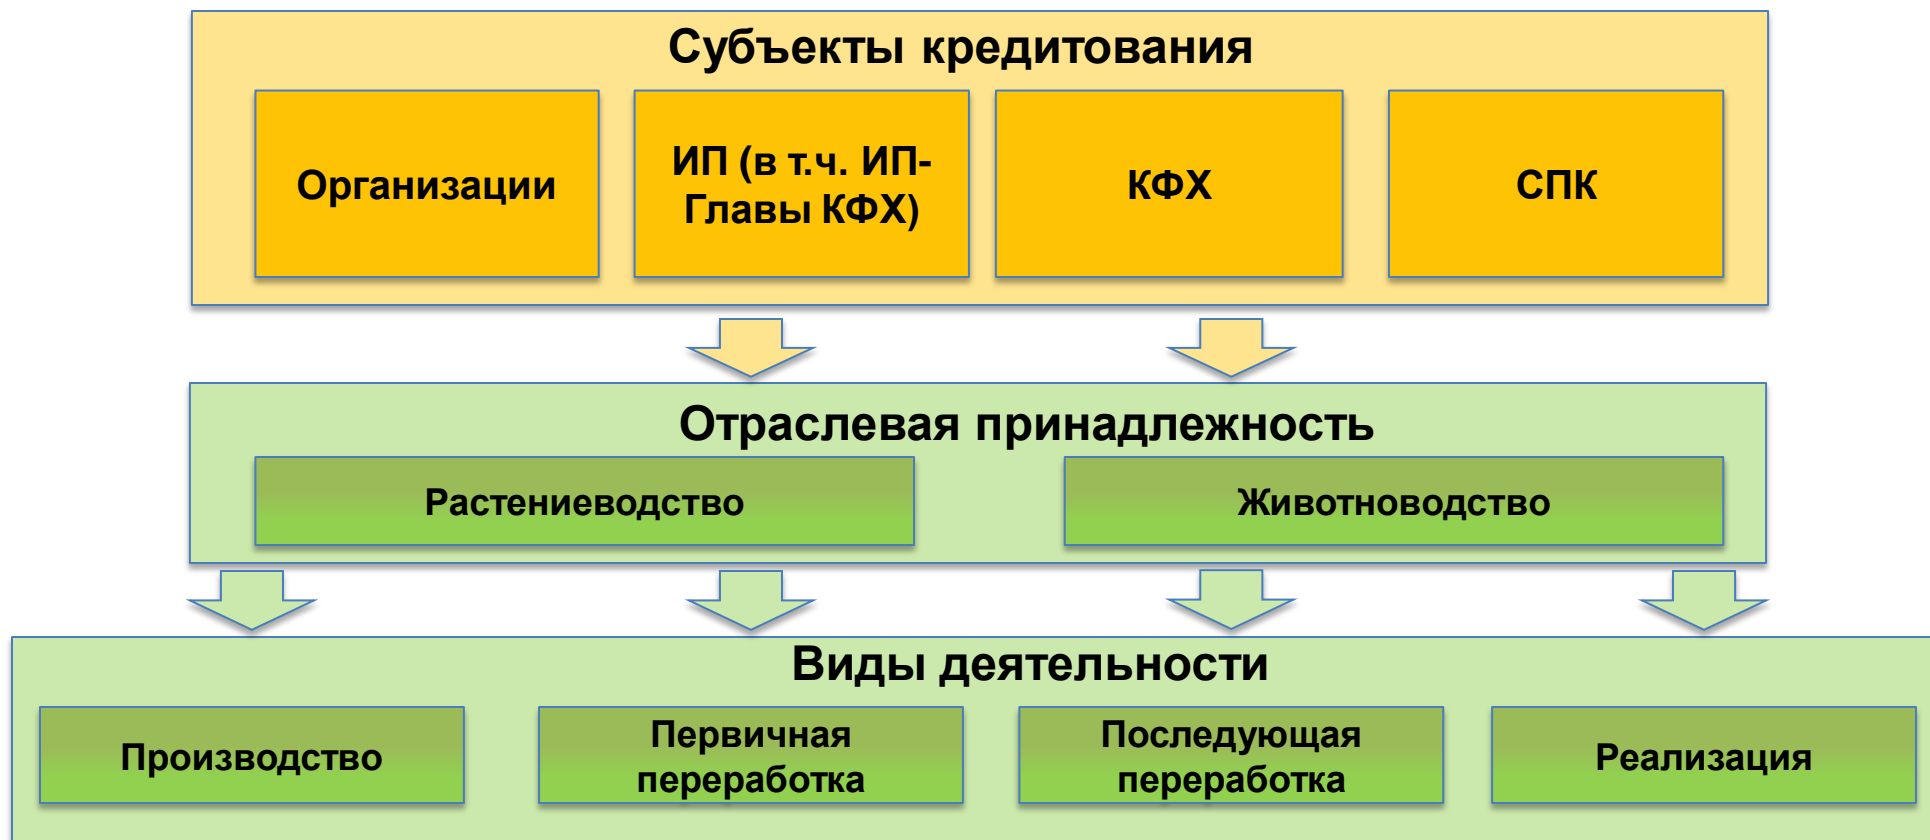 Субъекты кредитования
Организации
ИП (в т.ч. ИП-
Главы КФХ)
КФХ
СПК
Отраслевая принадлежность
Растениеводство
Животноводство
Виды деятельности
Производство
Первичная
переработка
Последующая
переработка
Реализация